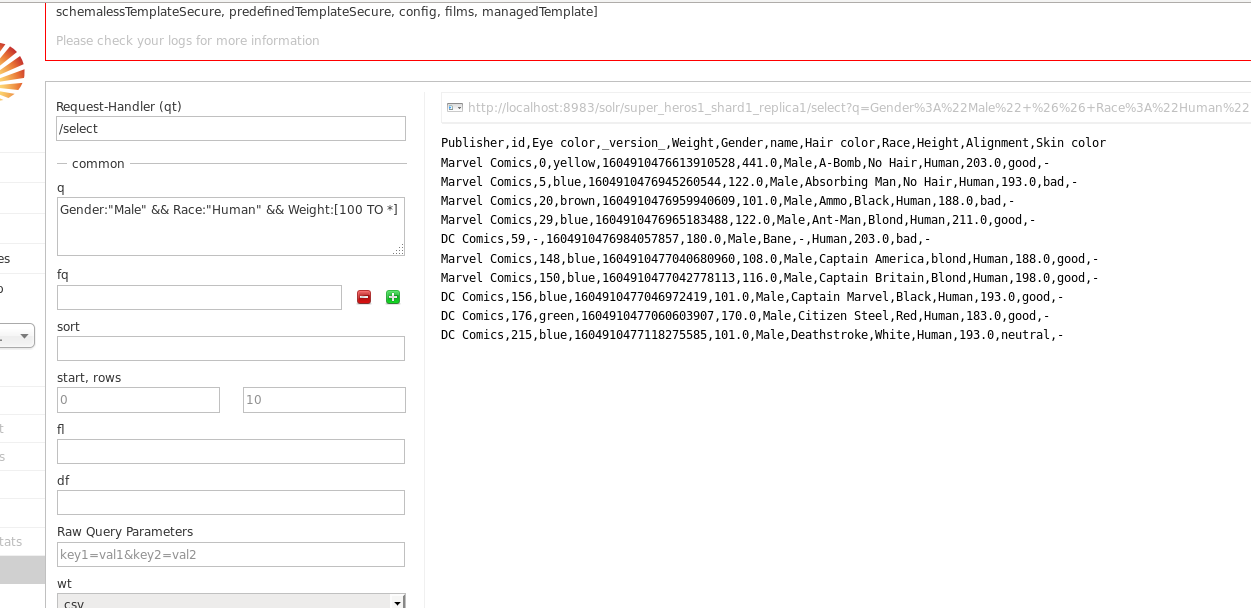 schemalessTemplateSecure, predefinedTemplateSecure, config, films, managedTemplate]
Please check your logs for more information
Request-Handler (qt)
/select
common
q
Gender:"Male" && Race:"Human" && Weight:[100 TO *]
fq
sort
start, rows
0 10
fl
df
Raw Query Parameters
key1=val1&key2=val2
wt
csv
http://localhost:8983/solr/super_heros1_shard1_replica1/select?q=Gender%3A%22Male%22+%26%26+Race%3A%22Human%22
Publisher,id,Eye color,_version_,Weight,Gender,name,Hair color,Race,Height,Alignment,Skin color
Marvel Comics,0,yellow,1604910476613910528,441.0,Male,A-Bomb,No Hair,Human,203.0,good,-
Marvel Comics,5,blue,1604910476945260544,122.0,Male,Absorbing Man,No Hair,Human,193.0,bad,-
Marvel Comics,20,brown,1604910476959940609,101.0,Male,Ammo,Black,Human,188.0,bad,-
Marvel Comics,29,blue,1604910476965183488,122.0,Male,Ant-Man,Blond,Human,211.0,good,-
DC Comics,59,-,1604910476984057857,180.0,Male,Bane,-,Human,203.0,bad,-
Marvel Comics,148,blue,1604910477040680960,108.0,Male,Captain America,blond,Human,188.0,good,-
Marvel Comics,150,blue,1604910477042778113,116.0,Male,Captain Britain,Blond,Human,198.0,good,-
DC Comics,156,blue,1604910477046972419,101.0,Male,Captain Marvel,Black,Human,193.0,good,-
DC Comics,176,green,1604910477060603907,170.0,Male,Citizen Steel,Red,Human,183.0,good,-
DC Comics,215,blue,1604910477118275585,101.0,Male,Deathstroke,White,Human,193.0,neutral,-